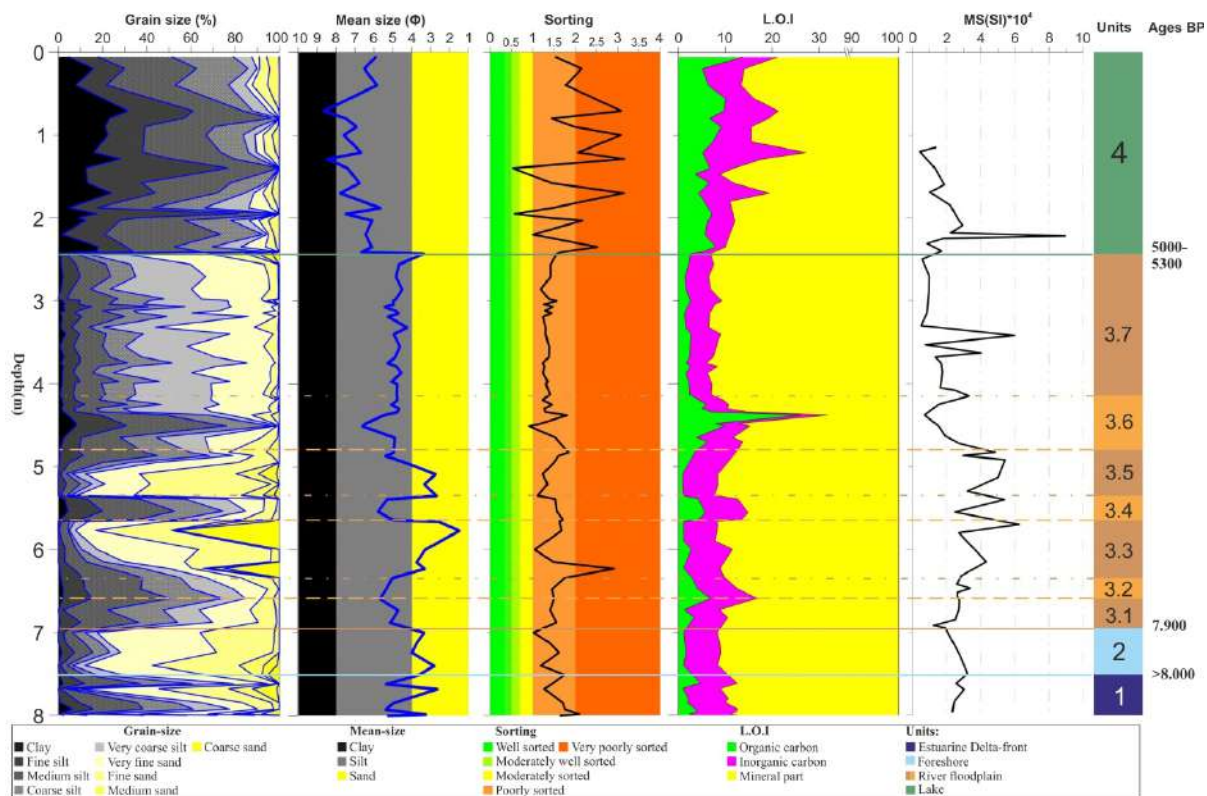 Grain size (%) Mean size (Φ) Sorting L.O.I MS(SI)*10⁴ Units Ages BP
0 20 40 60 80 100 10 9 8 7 6 5 4 3 2 1 0 0.5 1 1.5 2 2.5 3 4 0 10 20 30 90 100 0 2 4 6 8 10
0
1
4
2
5000-
5300
3
3.7
Depth(m)
4
3.6
5
3.5
3.4
3.3
6
3.2
3.1
7.900
7
2
>8.000
1
8
Grain-size Mean-size Sorting L.O.I Units:
Clay Very coarse silt Coarse sand Clay Well sorted Very poorly sorted Organic carbon Estuarine Delta-front
Fine silt Very fine sand Silt Moderately well sorted Inorganic carbon Foreshore
Medium silt Fine sand Sand Moderately sorted Mineral part River floodplain
Coarse silt Medium sand Poorly sorted Lake